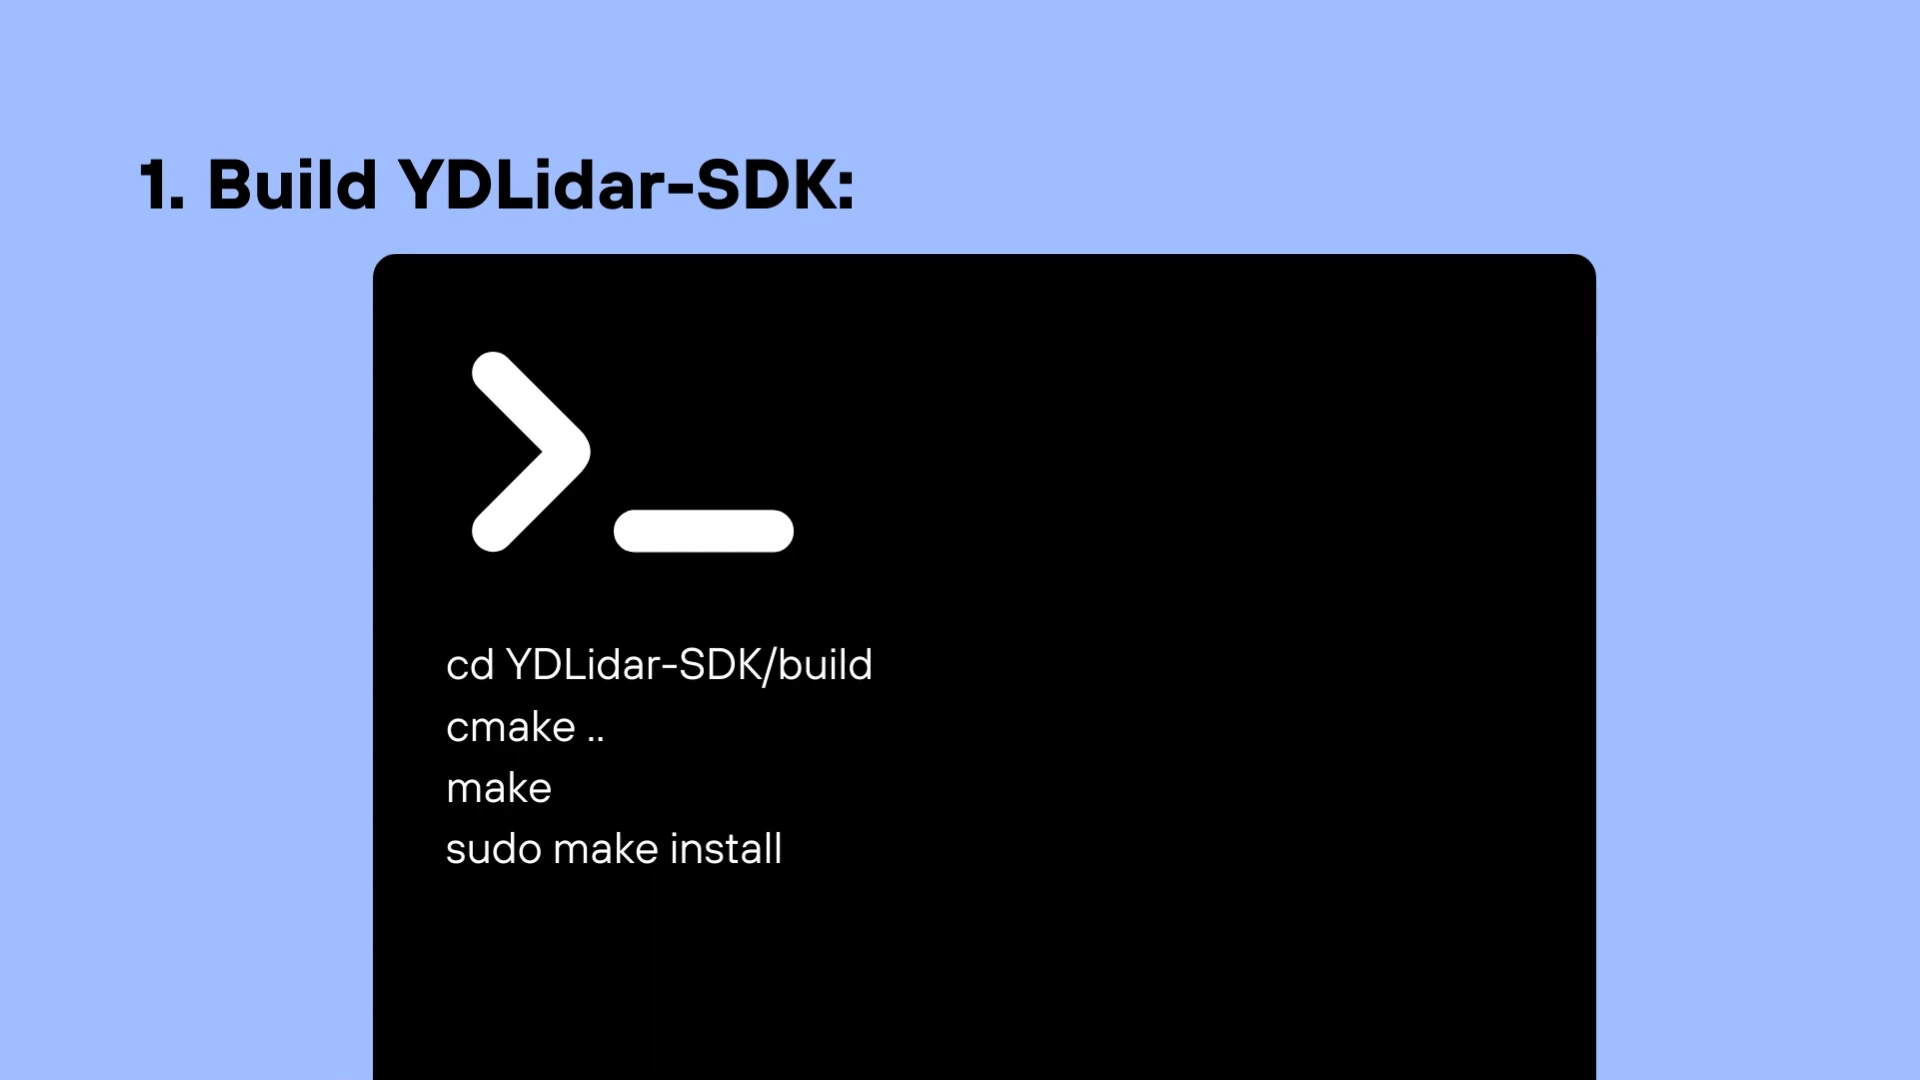 1. Build YDLidar-SDK:
cd YDLidar-SDK/build
cmake ..
make
sudo make install